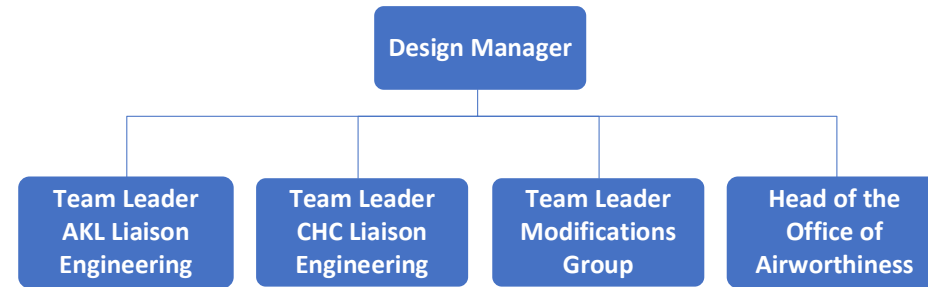 Design Manager
Team Leader
AKL Liaison
Engineering
Team Leader
CHC Liaison
Engineering
Team Leader
Modifications
Group
Head of the
Office of
Airworthiness